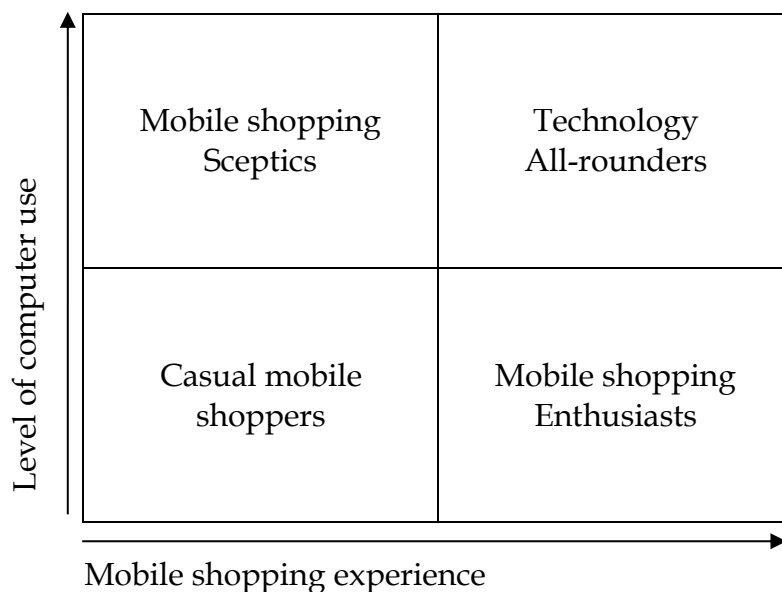 Level of computer use
Mobile shopping
Sceptics
Technology
All-rounders
Casual mobile
shoppers
Mobile shopping
Enthusiasts
Mobile shopping experience